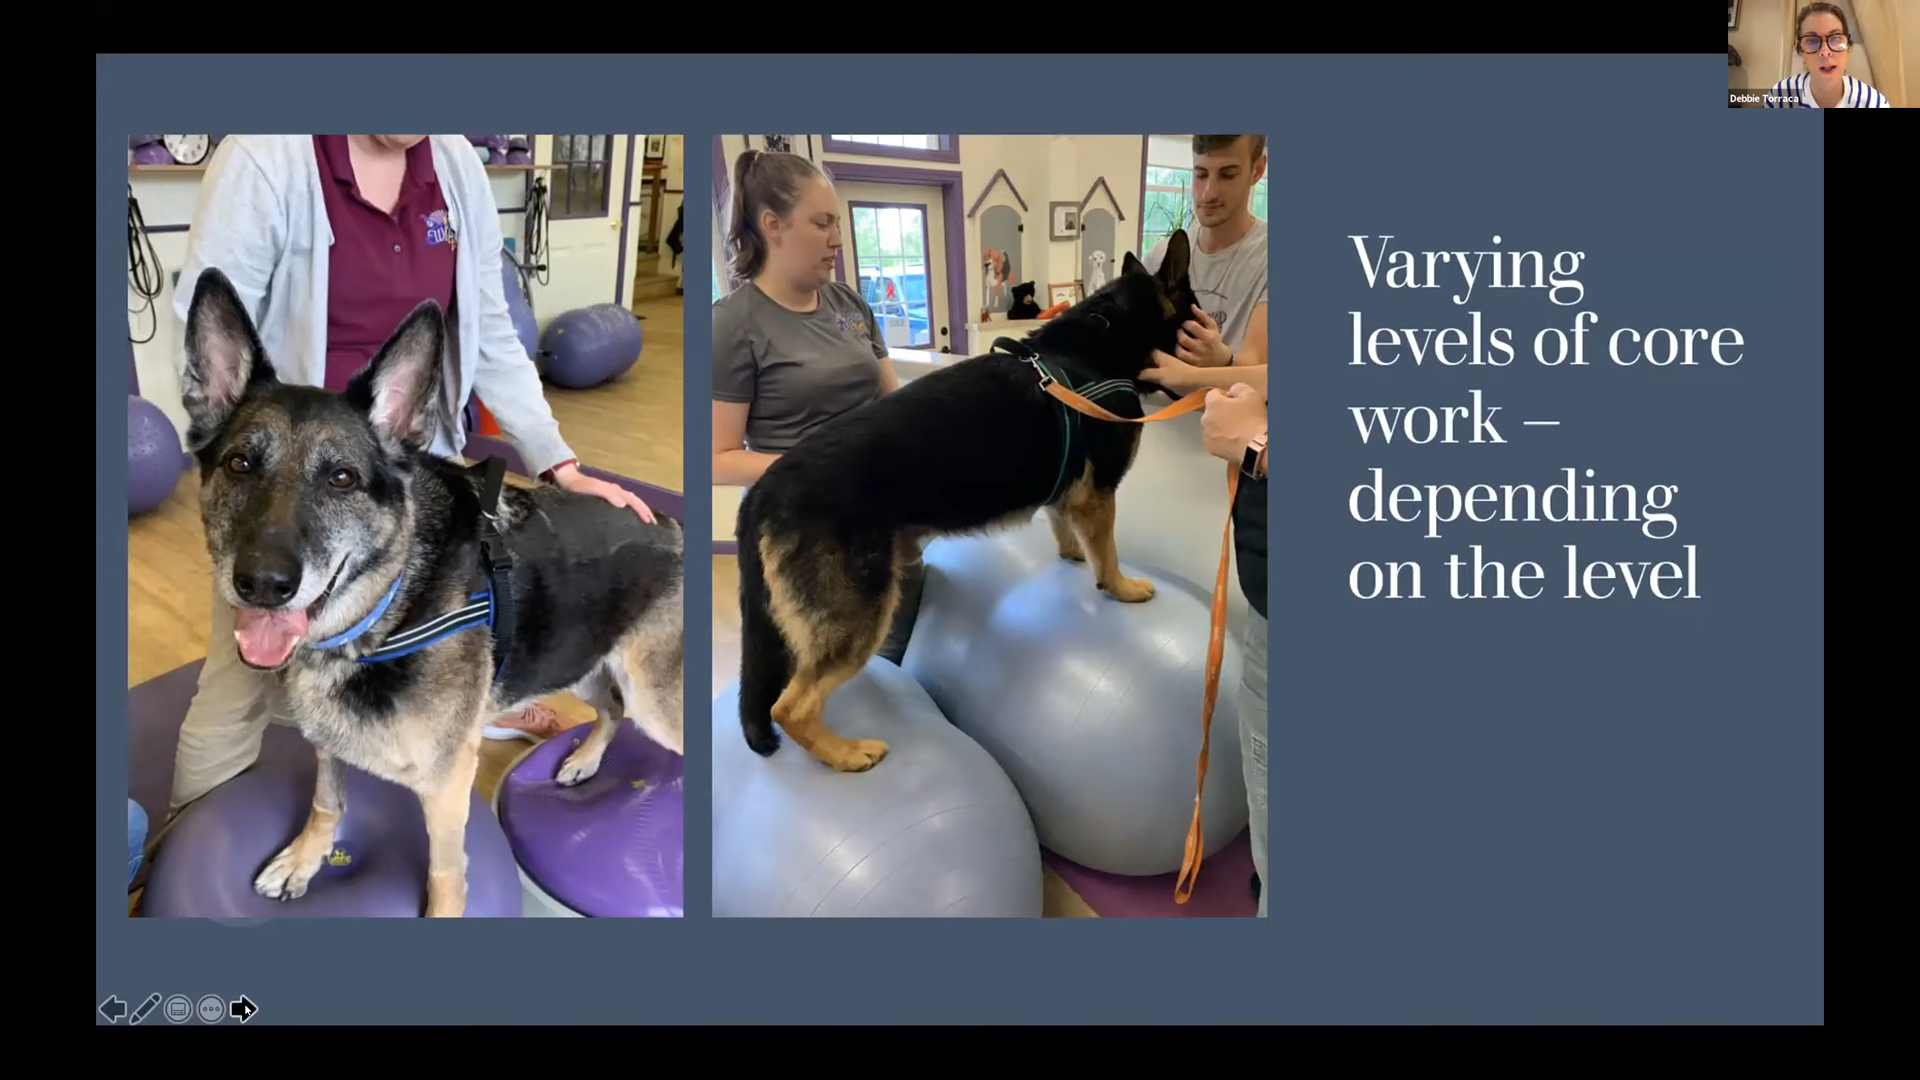 Debbie Torraca
Varying
levels of core
work –
depending
on the level